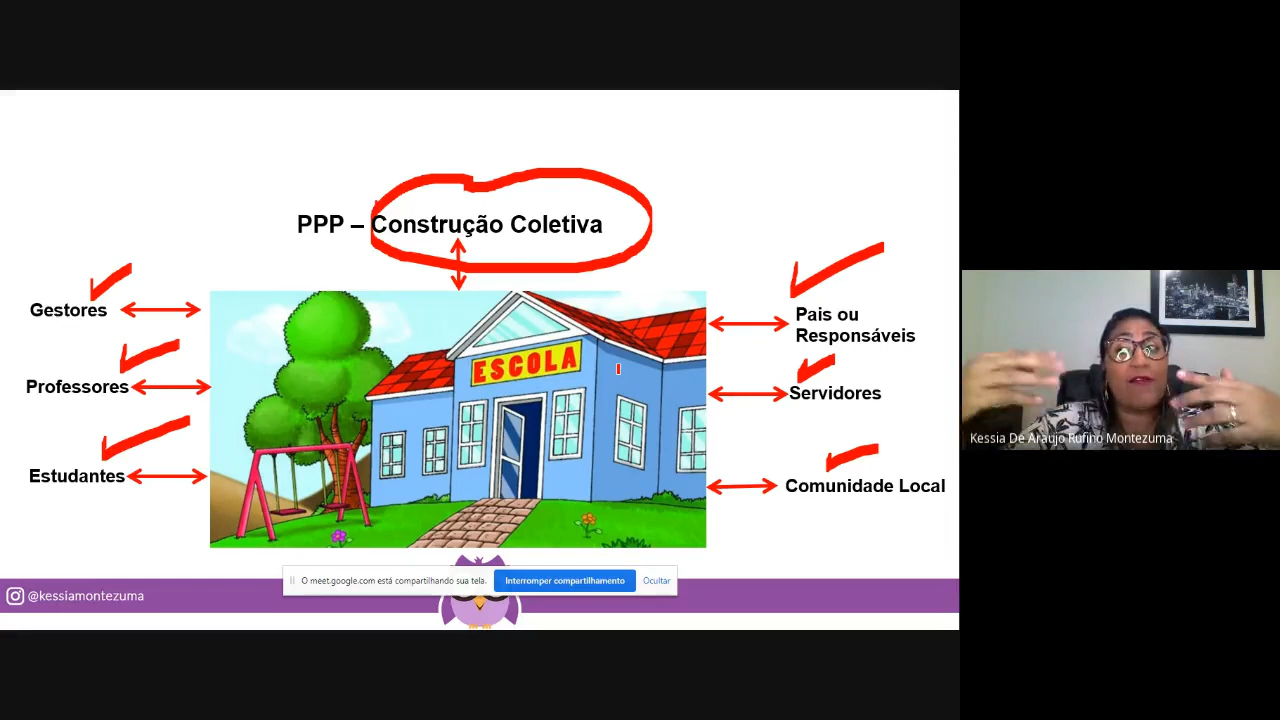 PPP – Construção Coletiva
Gestores
Professores
Estudantes
ESCOLA
Pais ou
Responsáveis
Servidores
Comunidade Local
O meet.google.com está compartilhando sua tela.
Interromper compartilhamento
Ocultar
@kessiamontezuma
Kessia De Araujo Rufino Montezuma